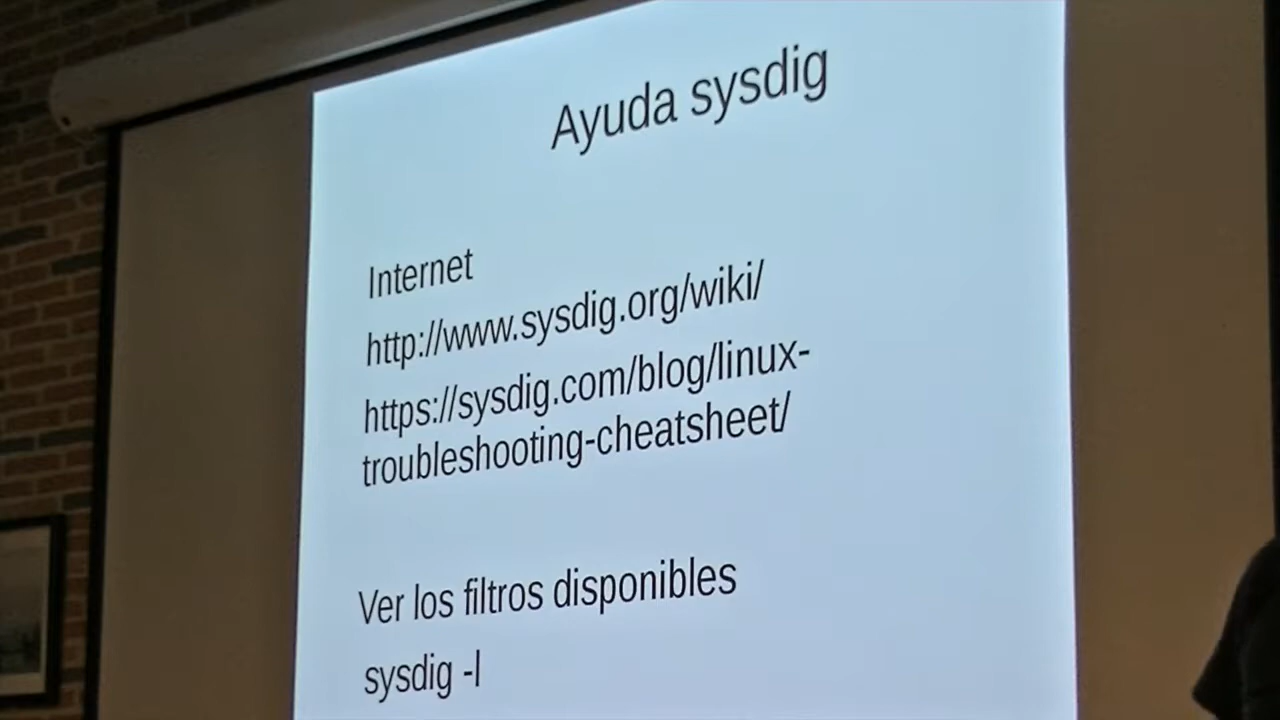 Ayuda sysdig
Internet
http://www.sysdig.org/wiki/
https://sysdig.com/blog/linux-
troubleshooting-cheatsheet/
Ver los filtros disponibles
sysdig -l